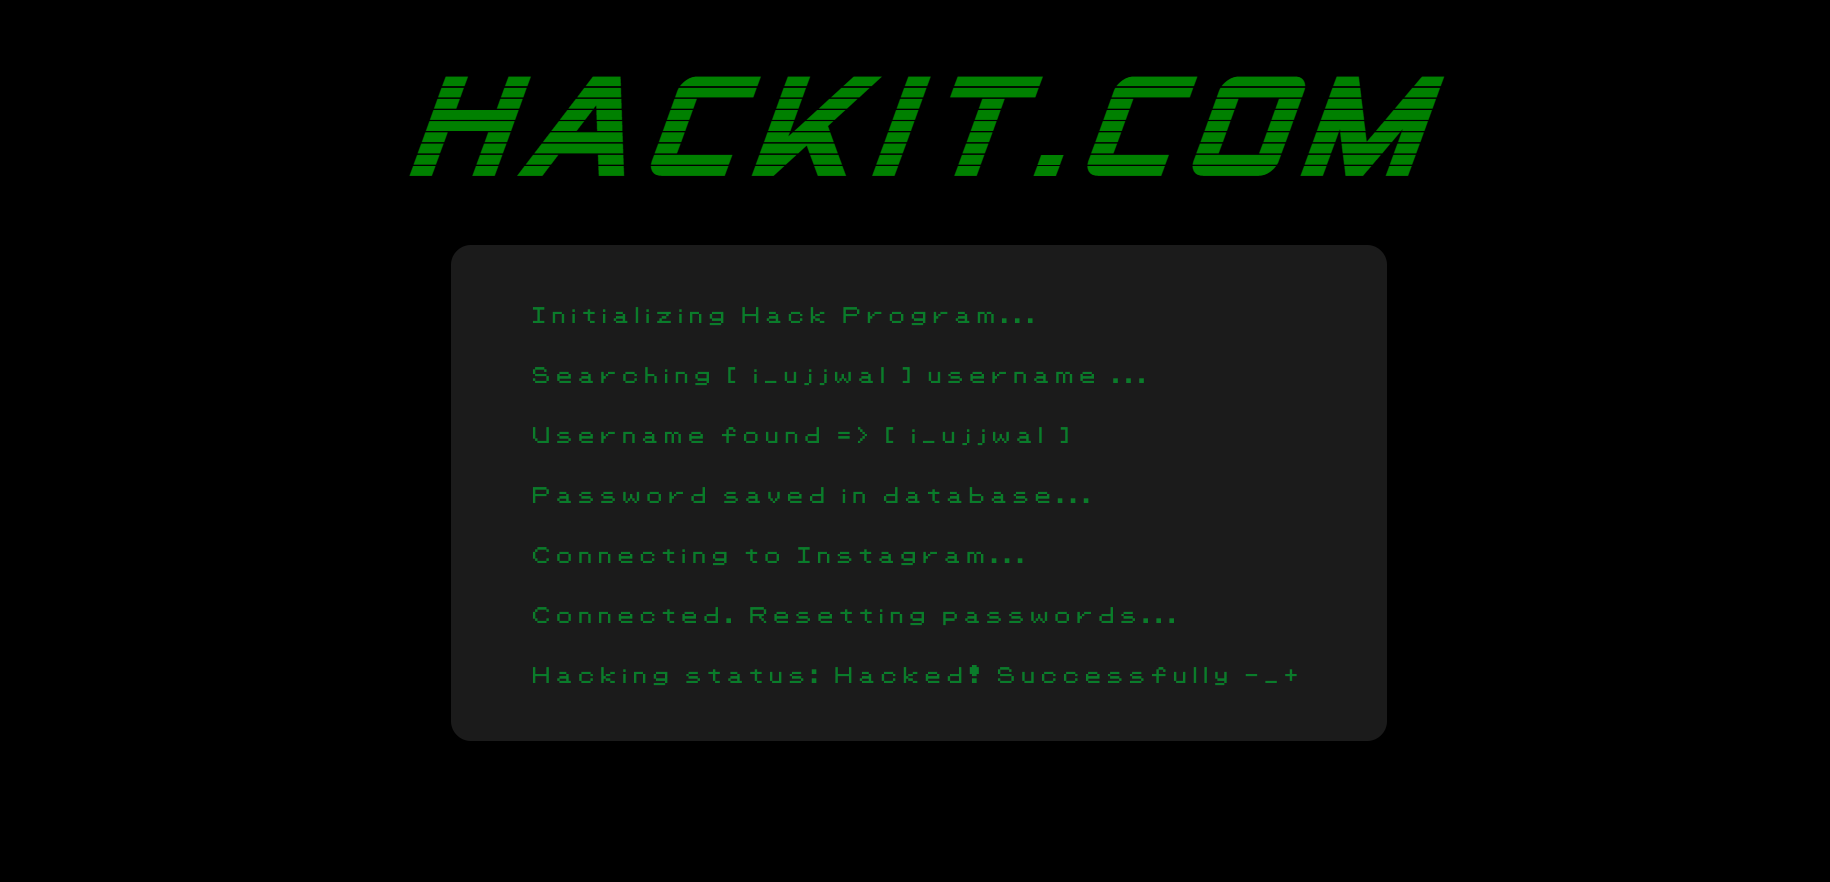 HACKIT.COM
Initializing Hack Program...
Searching [ i_ujjwal ] username ...
Username found => [ i_ujjwal ]
Password saved in database...
Connecting to Instagram...
Connected. Resetting passwords...
Hacking status: Hacked! Successfully -_+